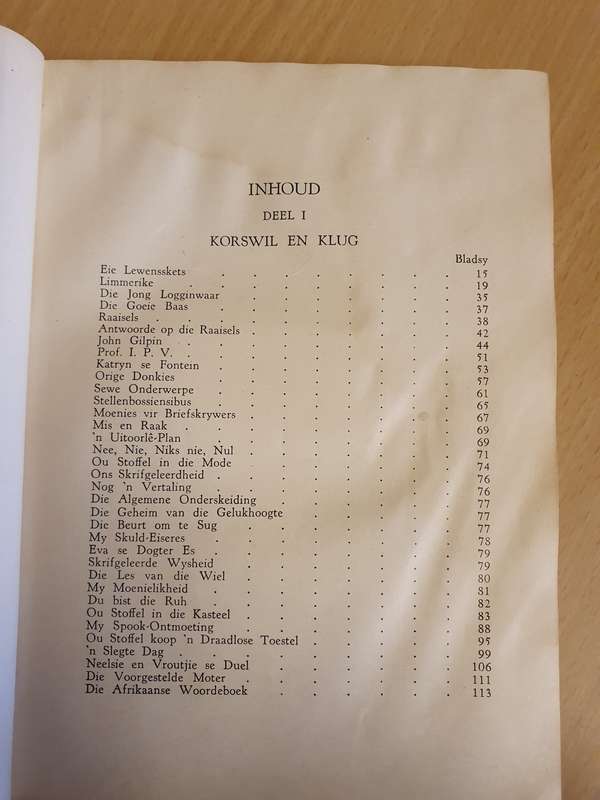 INHOUD
DEEL I
KORSWIL EN KLUG
Bladsy
Eie Lewensskets . . . . . . . . 15
Limmerike . . . . . . . . . 19
Die Jong Logginwaar . . . . . . . 35
Die Goeie Baas . . . . . . . . 37
Raaisels . . . . . . . . . . 38
Antwoorde op die Raaisels . . . . . . . 42
John Gilpin . . . . . . . . . 44
Prof. I. P. V. . . . . . . . . . 51
Katryn se Fontein . . . . . . . . 53
Orige Donkies . . . . . . . . 57
Sewe Onderwerpe . . . . . . . . 61
Stellenbossiensibus . . . . . . . . 65
Moenies vir Briefskrywers . . . . . . . 67
Mis en Raak . . . . . . . . . 69
'n Uitoorlê-Plan . . . . . . . . 69
Nee, Nie, Niks nie, Nul . . . . . . . 71
Ou Stoffel in die Mode . . . . . . . 74
Ons Skrifgeleerdheid . . . . . . . . 76
Nog 'n Vertaling . . . . . . . . 76
Die Algemene Onderskeiding . . . . . . 77
Die Geheim van die Gelukhoogte . . . . . 77
Die Beurt om te Sug . . . . . . . 77
My Skuld-Eiseres . . . . . . . . 78
Eva se Dogter Es . . . . . . . . 79
Skrifgeleerde Wysheid . . . . . . . 79
Die Les van die Wiel . . . . . . . 80
My Moenielikheid . . . . . . . . 81
Du bist die Ruh . . . . . . . . 82
Ou Stoffel in die Kasteel . . . . . . . 83
My Spook-Ontmoeting . . . . . . . 88
Ou Stoffel koop 'n Draadlose Toestel . . . . . 95
'n Slegte Dag . . . . . . . . . 99
Neelsie en Vroutjie se Duel . . . . . . 106
Die Voorgestelde Moter . . . . . . . 111
Die Afrikaanse Woordeboek . . . . . . 113